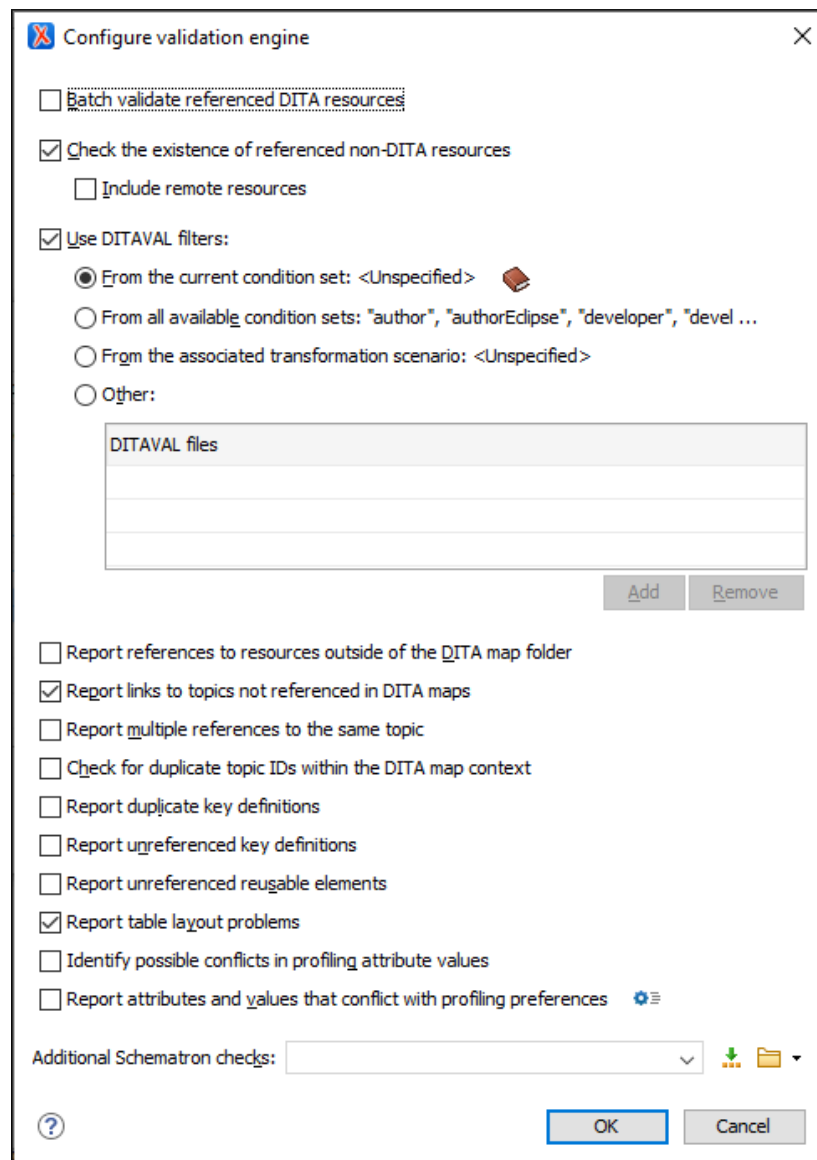 Configure validation engine
Batch validate referenced DITA resources
Check the existence of referenced non-DITA resources
Include remote resources
Use DITAVAL filters:
From the current condition set: <Unspecified>
From all available condition sets: "author", "authorEclipse", "developer", "devel ...
From the associated transformation scenario: <Unspecified>
Other:
DITAVAL files
Add Remove
Report references to resources outside of the DITA map folder
Report links to topics not referenced in DITA maps
Report multiple references to the same topic
Check for duplicate topic IDs within the DITA map context
Report duplicate key definitions
Report unreferenced key definitions
Report unreferenced reusable elements
Report table layout problems
Identify possible conflicts in profiling attribute values
Report attributes and values that conflict with profiling preferences
Additional Schematron checks:
OK Cancel